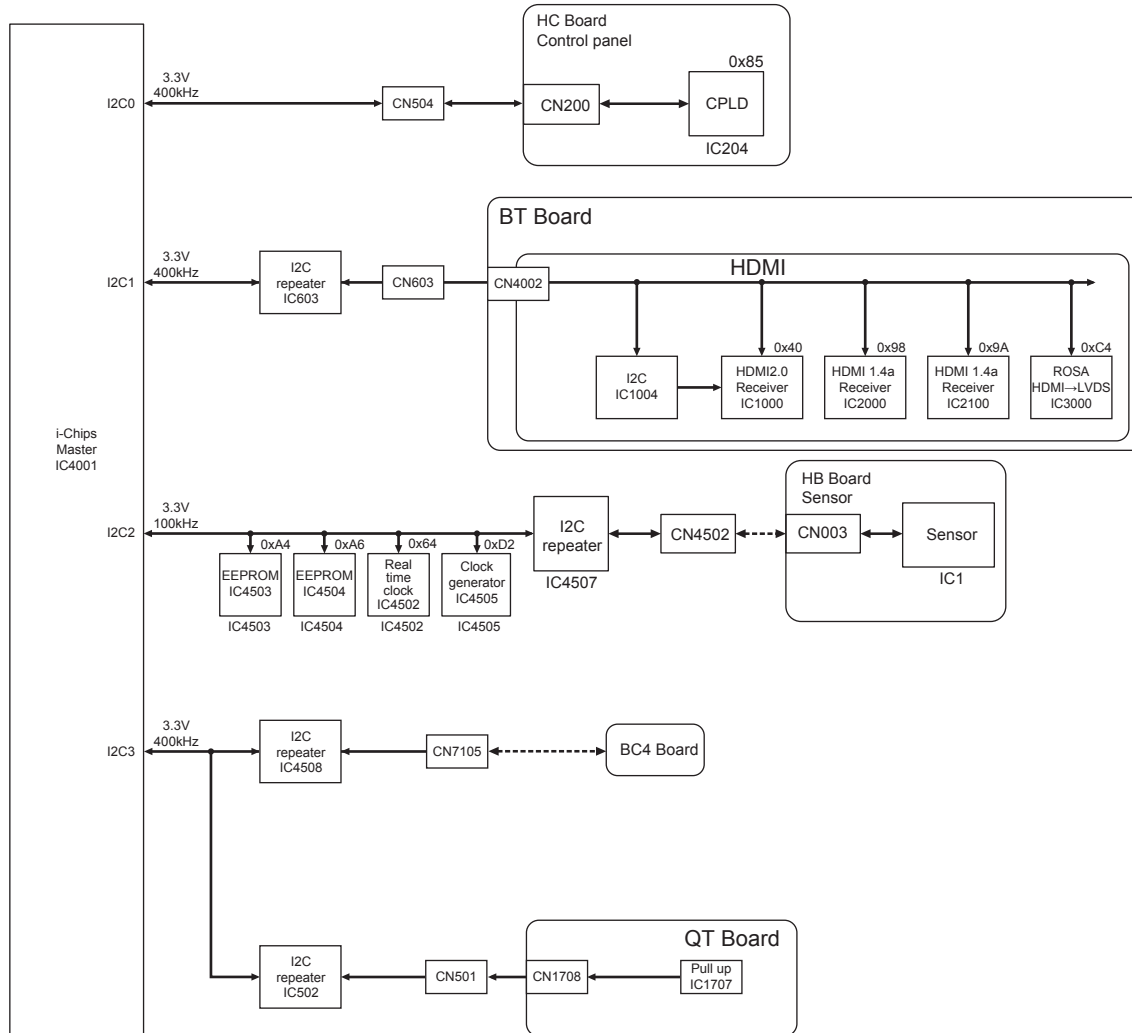 HC Board
Control panel
0x85
3.3V
400kHz
I2C0
CN504
CN200
CPLD
IC204
BT Board
HDMI
3.3V
400kHz
I2C1
I2C
repeater
IC603
CN603
CN4002
I2C
IC1004
0x40
HDMI2.0
Receiver
IC1000
0x98
HDMI 1.4a
Receiver
IC2000
0x9A
HDMI 1.4a
Receiver
IC2100
0xC4
ROSA
HDMI→LVDS
IC3000
i-Chips
Master
IC4001
HB Board
Sensor
3.3V
100kHz
I2C2
0xA4
EEPROM
IC4503
IC4503
0xA6
EEPROM
IC4504
IC4504
0x64
Real
time
clock
IC4502
IC4502
0xD2
Clock
generator
IC4505
IC4505
I2C
repeater
IC4507
CN4502
CN003
Sensor
IC1
3.3V
400kHz
I2C3
I2C
repeater
IC4508
CN7105
BC4 Board
QT Board
I2C
repeater
IC502
CN501
CN1708
Pull up
IC1707